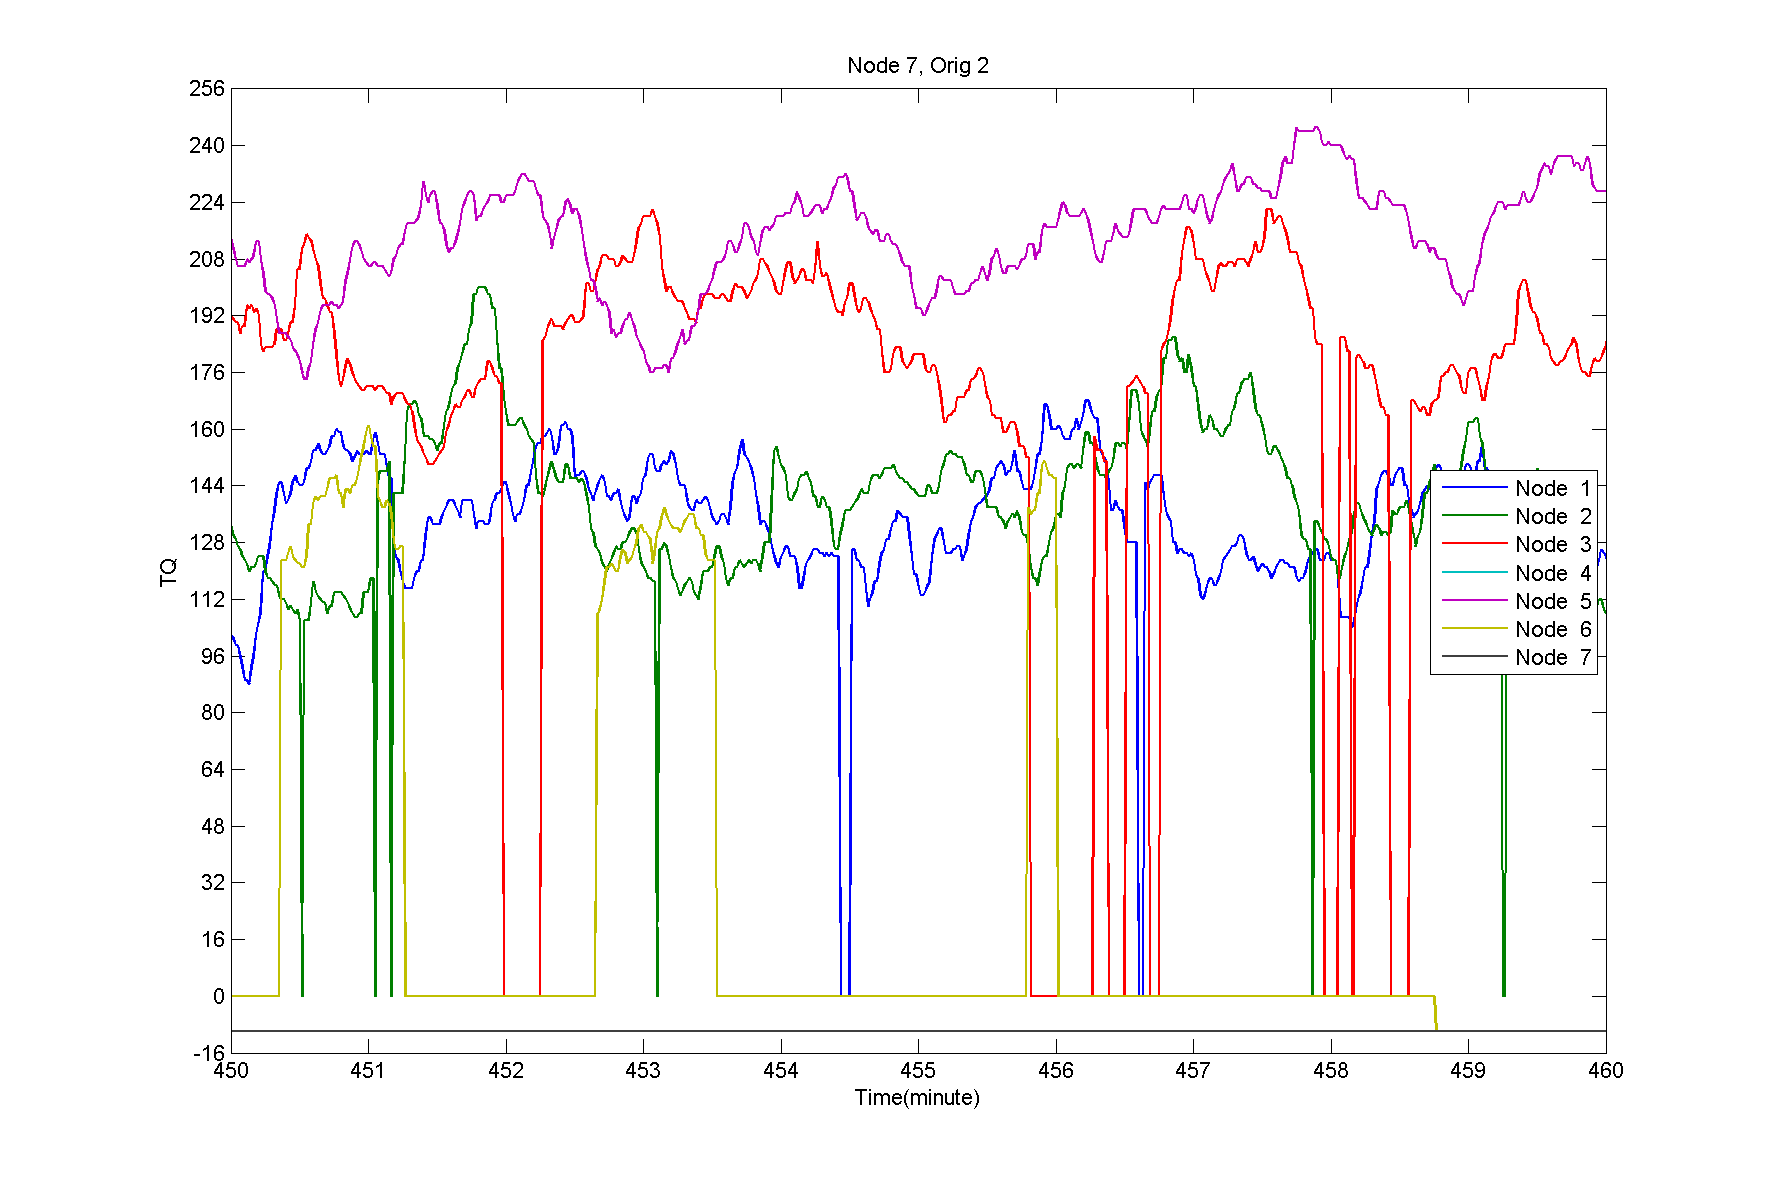 Node 7, Orig 2
256
240
224
208
192
176
160
144
128
112
96
80
64
48
32
16
0
-16
TQ
450 451 452 453 454 455 456 457 458 459 460
Time(minute)
Node 1
Node 2
Node 3
Node 4
Node 5
Node 6
Node 7